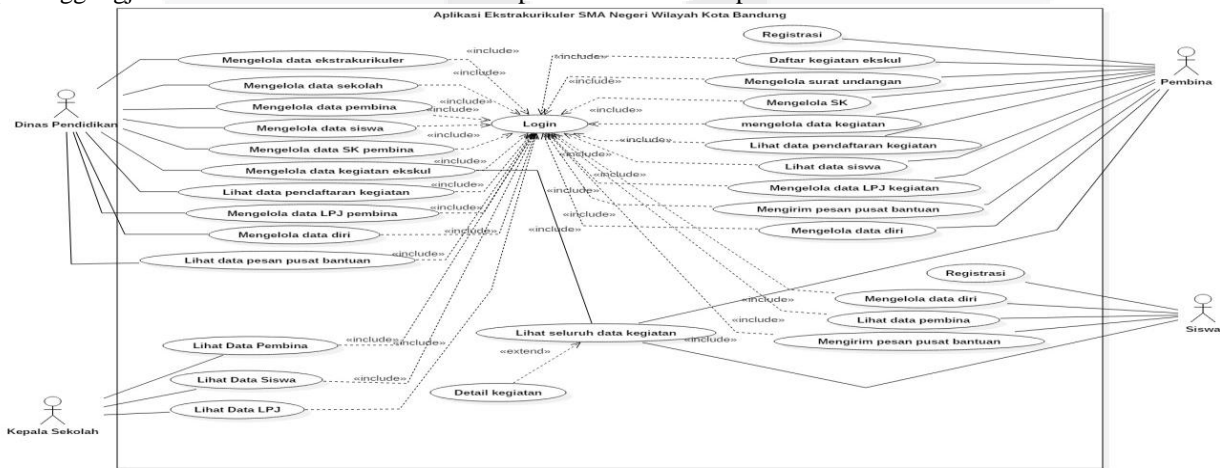 Aplikasi Ekstrakurikuler SMA Negeri Wilayah Kota Bandung
Registrasi
Mengelola data ekstrakurikuler
«include»
«include»
Daftar kegiatan ekskul
Pembina
Mengelola data sekolah
«include»
«include»
Mengelola surat undangan
Mengelola data pembina
«include»
«include»
Mengelola SK
«include»
Dinas Pendidikan
Mengelola data siswa
Login
mengelola data kegiatan
Mengelola data SK pembina
«include»
«include»
Lihat data pendaftaran kegiatan
Mengelola data kegiatan ekskul
«include»
«include»
Lihat data siswa
Lihat data pendaftaran kegiatan
«include»
«include»
Mengelola data LPJ kegiatan
Mengelola data LPJ pembina
«include»
«include»
Mengirim pesan pusat bantuan
Mengelola data diri
«include»
«include»
Mengelola data diri
Lihat data pesan pusat bantuan
«include»
Registrasi
Mengelola data diri
Lihat seluruh data kegiatan
«include»
Lihat data pembina
Siswa
Lihat Data Pembina
«include»
«include»
«include»
Mengirim pesan pusat bantuan
«extend»
Lihat Data Siswa
«include»
Detail kegiatan
Lihat Data LPJ
Kepala Sekolah